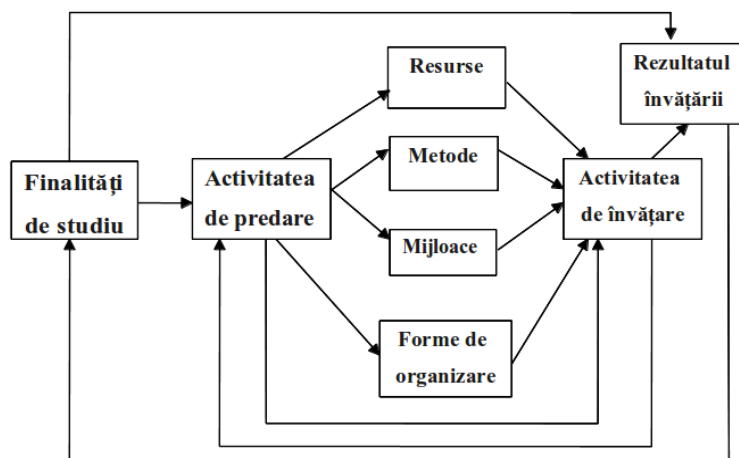 Resurse
Rezultatul
învățării
Metode
Finalități
de studiu
Activitatea
de predare
Activitatea
de învățare
Mijloace
Forme de
organizare